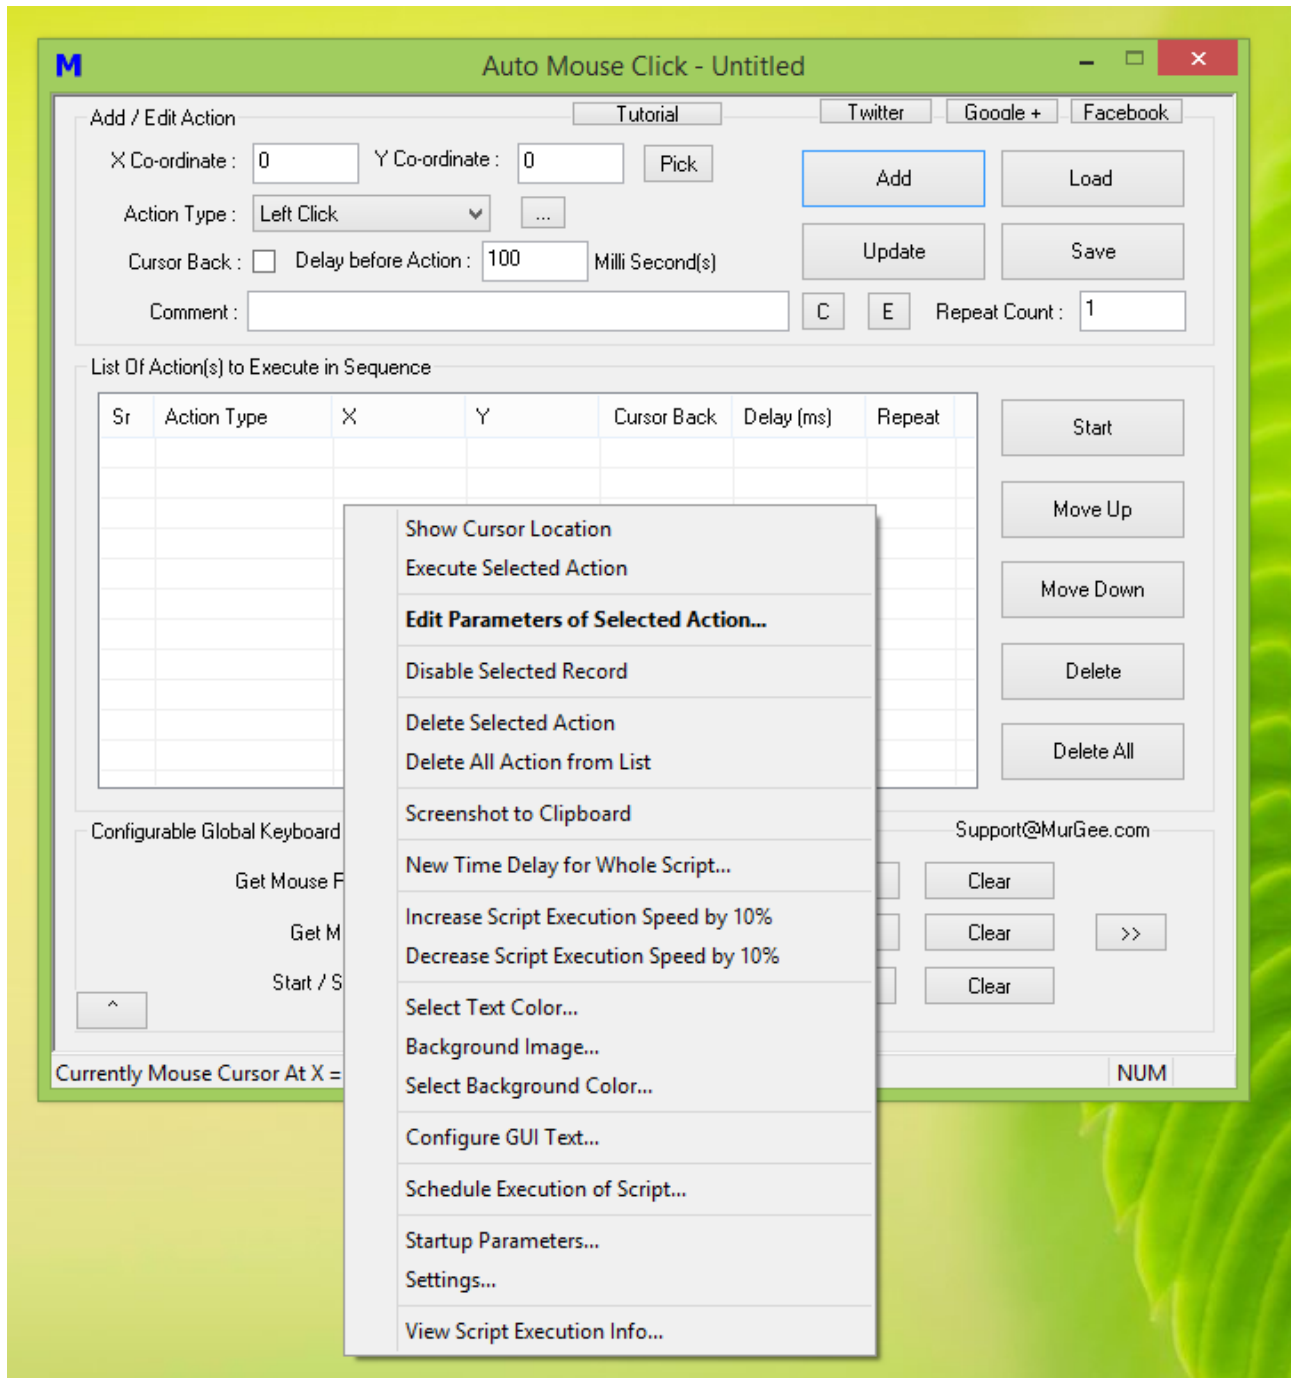 M
Auto Mouse Click - Untitled
Add / Edit Action
Tutorial
Twitter
Google +
Facebook
X Co-ordinate : 0
Y Co-ordinate : 0
Pick
Add
Load
Action Type : Left Click
...
Cursor Back :
Delay before Action : 100 Milli Second(s)
Update
Save
Comment :
C
E
Repeat Count : 1
List Of Action(s) to Execute in Sequence
Sr Action Type X Y Cursor Back Delay (ms) Repeat
Start
Move Up
Move Down
Delete
Delete All
Show Cursor Location
Execute Selected Action
Edit Parameters of Selected Action...
Disable Selected Record
Delete Selected Action
Delete All Action from List
Screenshot to Clipboard
New Time Delay for Whole Script...
Increase Script Execution Speed by 10%
Decrease Script Execution Speed by 10%
Select Text Color...
Background Image...
Select Background Color...
Configure GUI Text...
Schedule Execution of Script...
Startup Parameters...
Settings...
View Script Execution Info...
Configurable Global Keyboard
Support@MurGee.com
Get Mouse
Clear
Get
Clear
>>
Start /
Clear
^
Currently Mouse Cursor At X =
NUM